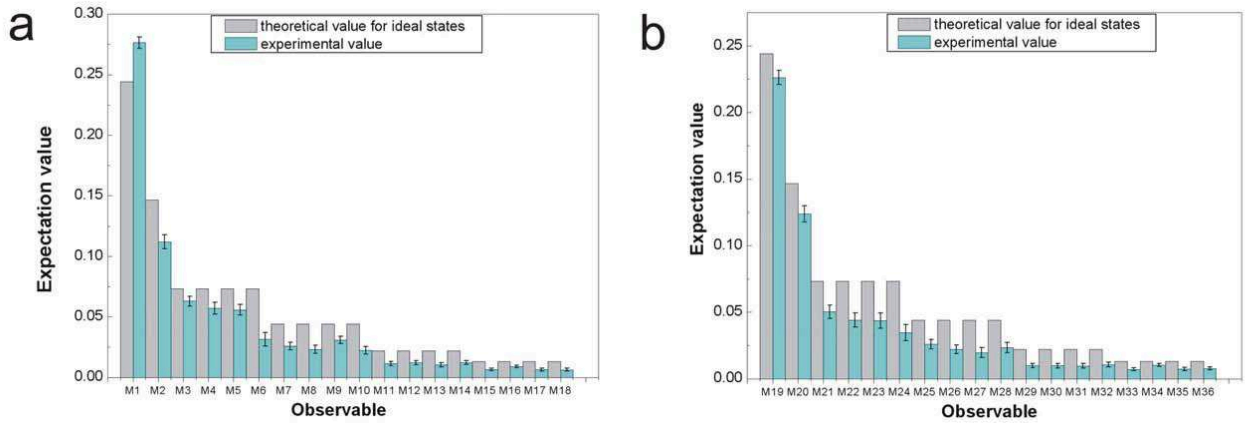 a
theoretical value for ideal states
experimental value
0.30
0.25
0.20
0.15
0.10
0.05
0.00
Expectation value
M1 M2 M3 M4 M5 M6 M7 M8 M9 M10 M11 M12 M13 M14 M15 M16 M17 M18
Observable
b
theoretical value for ideal states
experimental value
0.25
0.20
0.15
0.10
0.05
0.00
Expectation value
M19 M20 M21 M22 M23 M24 M25 M26 M27 M28 M29 M30 M31 M32 M33 M34 M35 M36
Observable